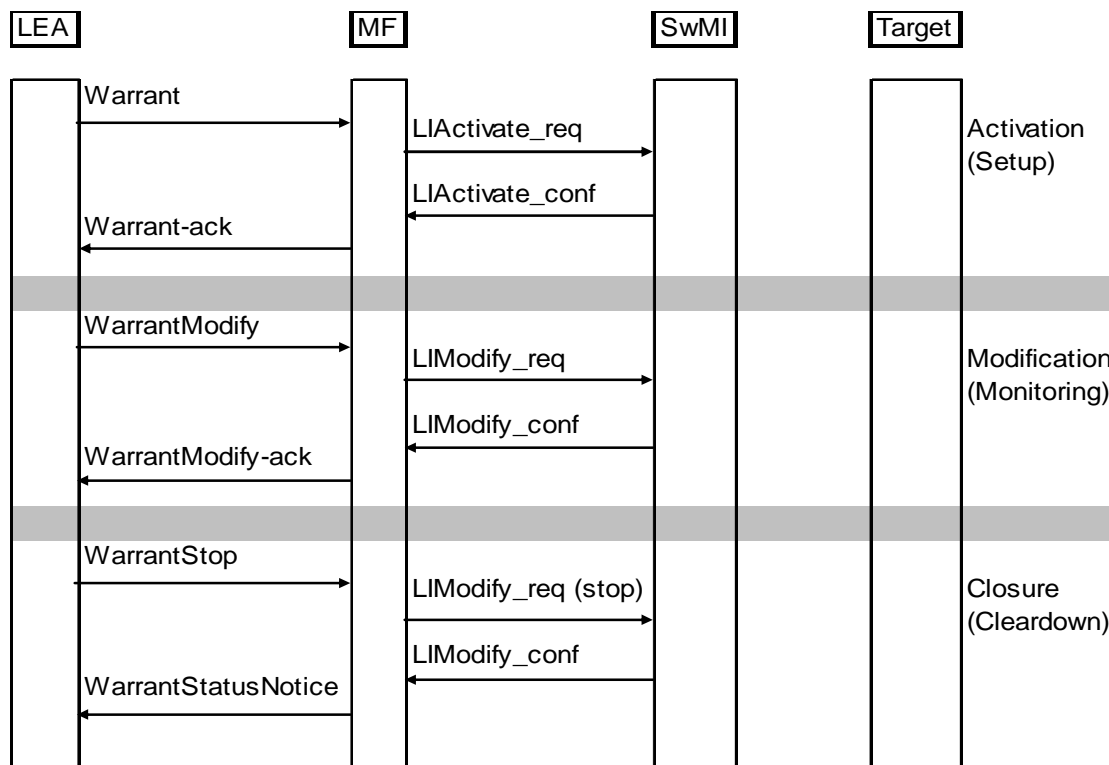 LEA
MF
SwMI
Target
Warrant
LIActivate_req
Activation
(Setup)
LIActivate_conf
Warrant-ack
WarrantModify
LIModify_req
Modification
(Monitoring)
LIModify_conf
WarrantModify-ack
WarrantStop
LIModify_req (stop)
Closure
(Cleardown)
LIModify_conf
WarrantStatusNotice